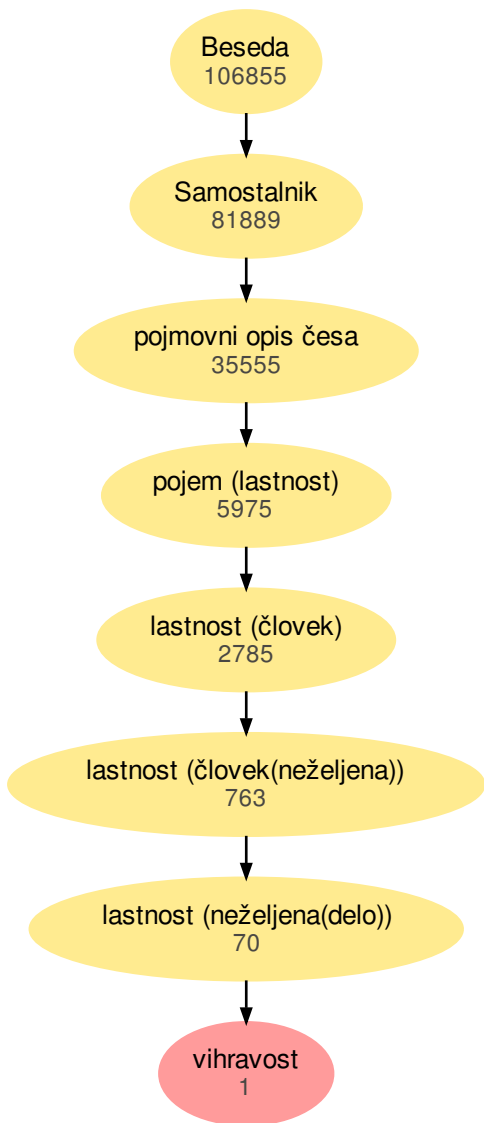 Beseda
106855
Samostalnik
81889
pojmovni opis česa
35555
pojem (lastnost)
5975
lastnost (človek)
2785
lastnost (človek(neželjena))
763
lastnost (neželjena(delo))
70
vihravost
1